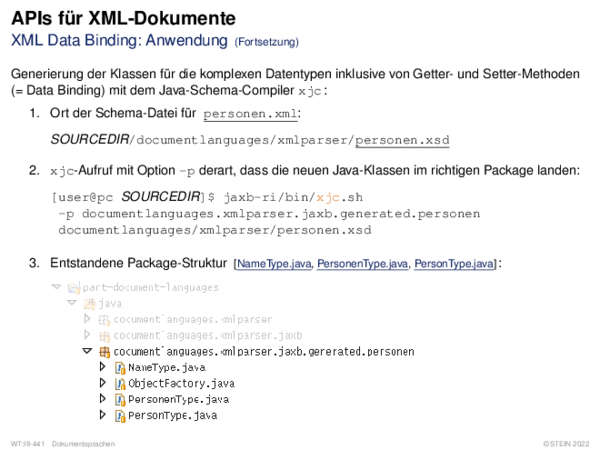 APIs für XML-Dokumente
XML Data Binding: Anwendung (Fortsetzung)
Generierung der Klassen für die komplexen Datentypen inklusive von Getter- und Setter-Methoden
(= Data Binding) mit dem Java-Schema-Compiler xjc:
1. Ort der Schema-Datei für personen.xml:
SOURCEDIR/documentlanguages/xmlparser/personen.xsd
2. xjc-Aufruf mit Option -p derart, dass die neuen Java-Klassen im richtigen Package landen:
[user@pc SOURCEDIR]$ jaxb-ri/bin/xjc.sh
-p documentlanguages.xmlparser.jaxb.generated.personen
documentlanguages/xmlparser/personen.xsd
3. Entstandene Package-Struktur [NameType.java, PersonenType.java, PersonType.java]:
part-document-languages
java
documentlanguages.xmlparser
documentlanguages.xmlparser.jaxb
documentlanguages.xmlparser.jaxb.generated.personen
NameType.java
ObjectFactory.java
PersonenType.java
PersonType.java
WT:III-441 Dokumentsprachen
©STEIN 2022